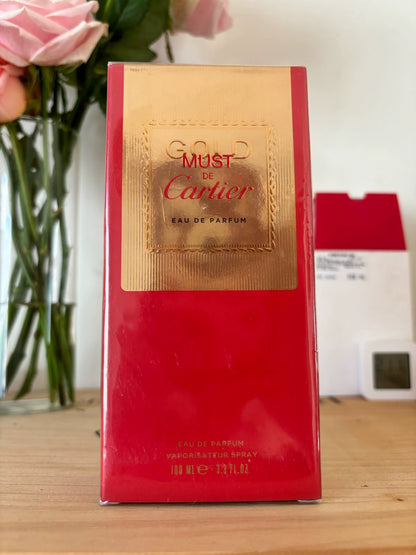 GOLD
MUST
DE
Cartier
EAU DE PARFUM
EAU DE PARFUM
VAPORISATEUR SPRAY
100 ML ℮ 3.3 FL.OZ